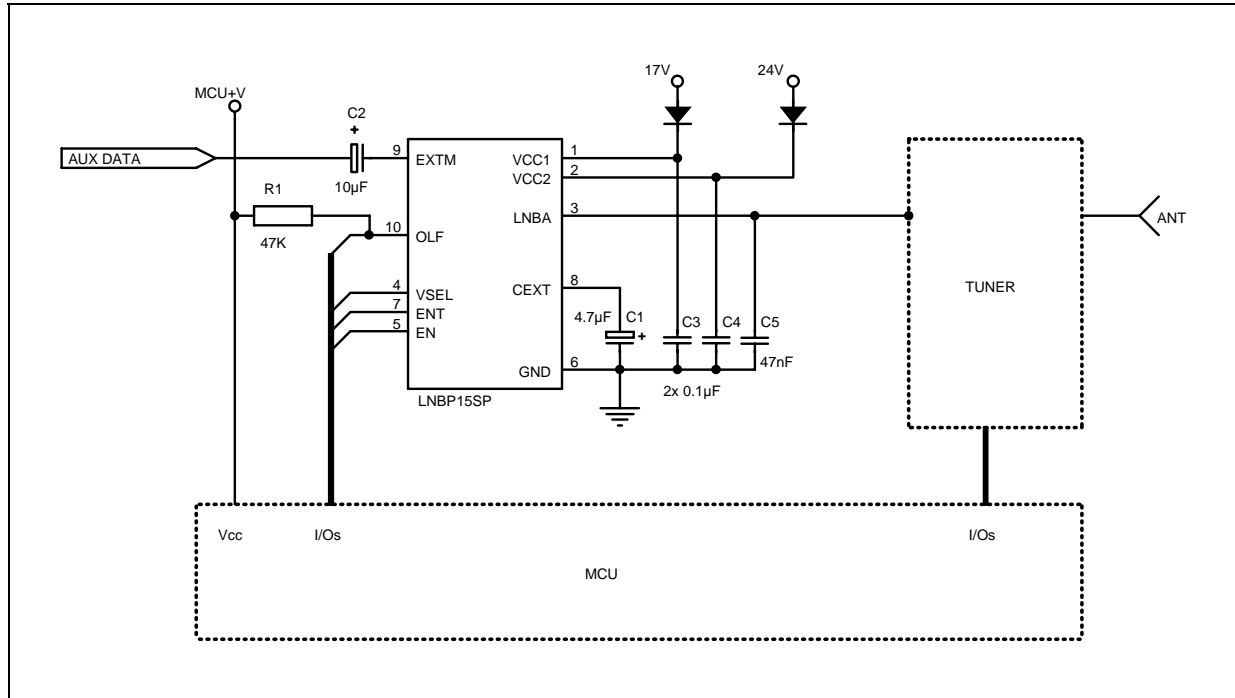 17V
24V
MCU+V
C2
+
AUX DATA
10µF
9
EXTM
VCC1
1
VCC2
2
R1
47K
LNBA
3
10
OLF
ANT
4
VSEL
7
ENT
5
EN
CEXT
8
4.7µF
C1
+
C3
C4
C5
47nF
GND
6
2x 0.1µF
LNBP15SP
TUNER
Vcc
I/Os
I/Os
MCU